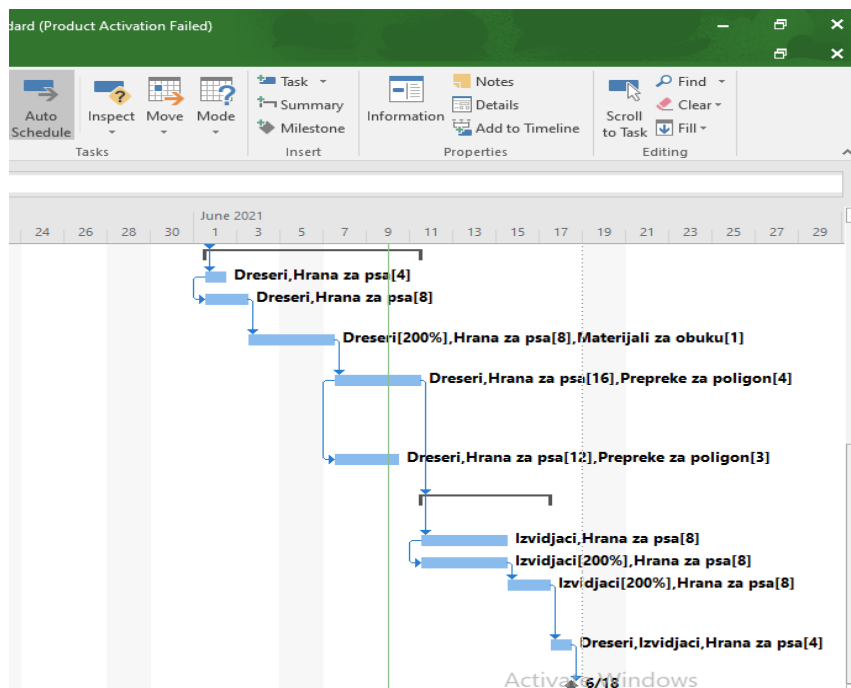 dard (Product Activation Failed)
Auto Schedule
Inspect
Move
Mode
Task
Summary
Milestone
Information
Notes
Details
Add to Timeline
Scroll to Task
Find
Clear
Fill
Tasks
Insert
Properties
Editing
June 2021
24 26 28 30 1 3 5 7 9 11 13 15 17 19 21 23 25 27 29
Dreseri,Hrana za psa[4]
Dreseri,Hrana za psa[8]
Dreseri[200%],Hrana za psa[8],Materijali za obuku[1]
Dreseri,Hrana za psa[16],Prepreke za poligon[4]
Dreseri,Hrana za psa[12],Prepreke za poligon[3]
Izvidjaci,Hrana za psa[8]
Izvidjaci[200%],Hrana za psa[8]
Izvidjaci[200%],Hrana za psa[8]
Dreseri,Izvidjaci,Hrana za psa[4]
6/18
Activate Windows